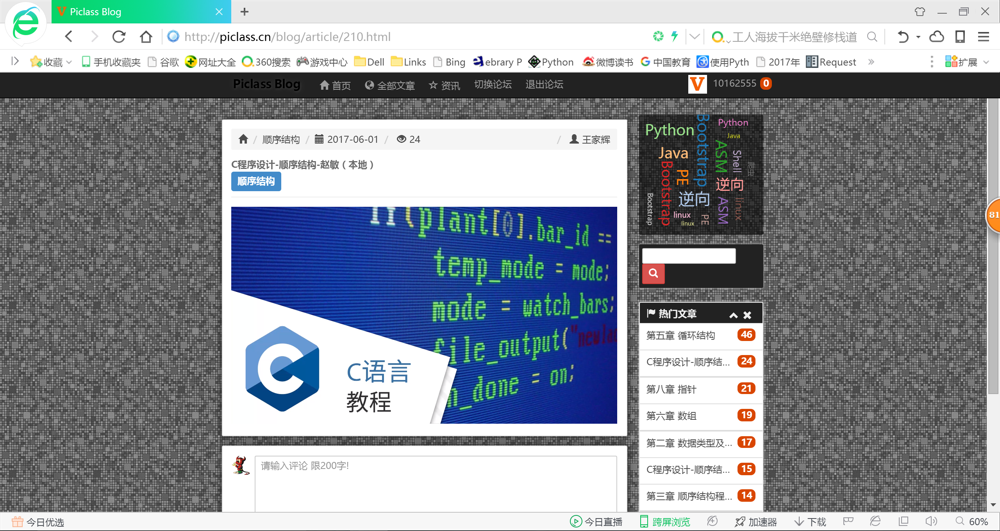 Piclass Blog
http://piclass.cn/blog/article/210.html
工人海拔千米绝壁修栈道
收藏 手机收藏夹 谷歌 网址大全 360搜索 游戏中心 Dell Links Bing ebrary P Python 微博读书 中国教育 使用Pyth 2017年 Request » 扩展
Piclass Blog 首页 全部文章 资讯 切换论坛 退出论坛 V 10162555 0
/ 顺序结构 / 2017-06-01 / 24 / 王家辉
C程序设计-顺序结构-赵敏（本地）
顺序结构
if(plant[0].bar_id ==
temp_mode = mode;
mode = watch_bars;
file_output("newlac
n_done = on;
C语言
教程
请输入评论 限200字!
Python
Bootstrap
Python
Java
Java
ASM
Shell
爬虫
Bootstrap
PE
逆向
逆向
Bootstrap
ASM
linux
linux
PE
linux
热门文章
第五章 循环结构 46
C程序设计-顺序结... 24
第八章 指针 21
第六章 数组 19
第二章 数据类型及... 17
C程序设计-顺序结... 15
第三章 顺序结构程... 14
81
今日优选 今日直播 跨屏浏览 加速器 下载 60%